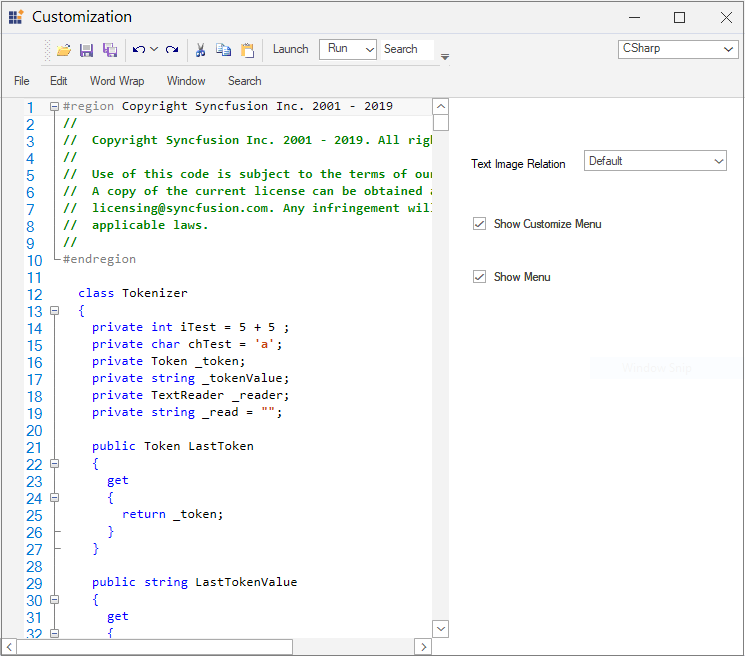 Customization
Launch Run Search CSharp
File Edit Word Wrap Window Search
1 #region Copyright Syncfusion Inc. 2001 - 2019
2 //
3 //  Copyright Syncfusion Inc. 2001 - 2019. All
4 //
5 //  Use of this code is subject to the terms of
6 //  A copy of the current license can be obtained
7 //  licensing@syncfusion.com. Any infringement
8 //  applicable laws.
9 //
10 #endregion
11
12 class Tokenizer
13 {
14 private int iTest = 5 + 5 ;
15 private char chTest = 'a';
16 private Token _token;
17 private string _tokenValue;
18 private TextReader _reader;
19 private string _read = "";
20
21 public Token LastToken
22 {
23 get
24 {
25 return _token;
26 }
27 }
28
29 public string LastTokenValue
30 {
31 get
32 {
Text Image Relation Default
Show Customize Menu
Show Menu